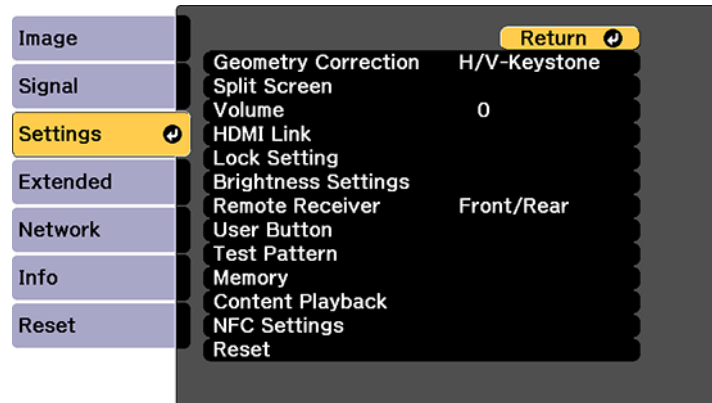 Image
Signal
Settings
Extended
Network
Info
Reset
Return
Geometry Correction H/V-Keystone
Split Screen
Volume 0
HDMI Link
Lock Setting
Brightness Settings
Remote Receiver Front/Rear
User Button
Test Pattern
Memory
Content Playback
NFC Settings
Reset